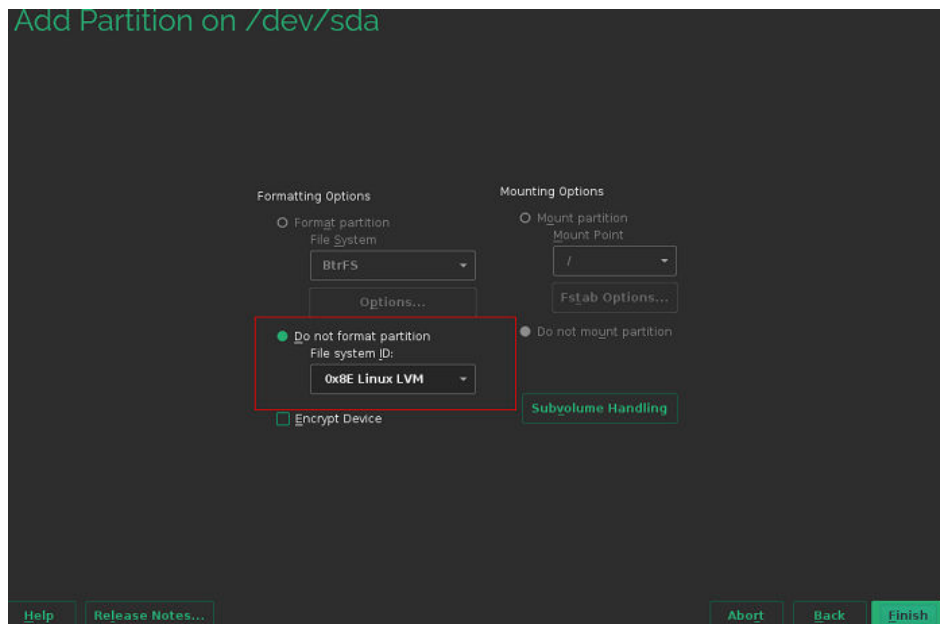 Add Partition on /dev/sda
Formatting Options
Format partition
File System
BtrFS
Options...
Do not format partition
File system ID:
0x8E Linux LVM
Encrypt Device
Mounting Options
Mount partition
Mount Point
/
Fstab Options...
Do not mount partition
Subvolume Handling
Help
Release Notes...
Abort
Back
Finish